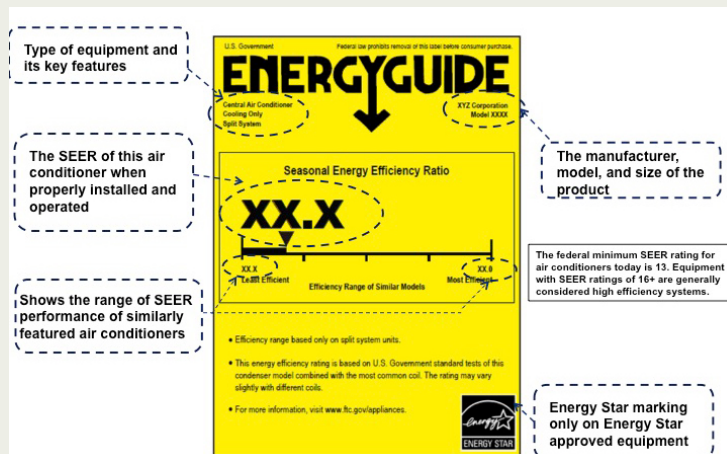 Type of equipment and
its key features
U.S. Government
Federal law prohibits removal of this label before consumer purchase.
ENERGYGUIDE
Central Air Conditioner
Cooling Only
Split System
XYZ Corporation
Model XXXX
The SEER of this air
conditioner when
properly installed and
operated
The manufacturer,
model, and size of the
product
Seasonal Energy Efficiency Ratio
XX.X
XX.X
Least Efficient
XX.0
Most Efficient
Efficiency Range of Similar Models
The federal minimum SEER rating for
air conditioners today is 13. Equipment
with SEER ratings of 16+ are generally
considered high efficiency systems.
Shows the range of SEER
performance of similarly
featured air conditioners
• Efficiency range based only on split system units.
• This energy efficiency rating is based on U.S. Government standard tests of this
condenser model combined with the most common coil. The rating may vary
slightly with different coils.
• For more information, visit www.ftc.gov/appliances.
energy
ENERGY STAR
Energy Star marking
only on Energy Star
approved equipment